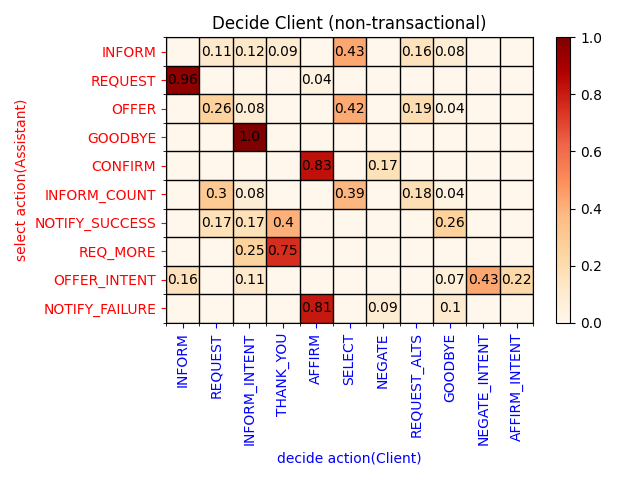 Decide Client (non-transactional)
INFORM 0.11 0.12 0.09 0.43 0.16 0.08
REQUEST 0.96 0.04
OFFER 0.26 0.08 0.42 0.19 0.04
GOODBYE 1.0
CONFIRM 0.83 0.17
INFORM_COUNT 0.3 0.08 0.39 0.18 0.04
NOTIFY_SUCCESS 0.17 0.17 0.4 0.26
REQ_MORE 0.25 0.75
OFFER_INTENT 0.16 0.11 0.07 0.43 0.22
NOTIFY_FAILURE 0.81 0.09 0.1
select action(Assistant)
INFORM
REQUEST
INFORM_INTENT
THANK_YOU
AFFIRM
SELECT
NEGATE
REQUEST_ALTS
GOODBYE
NEGATE_INTENT
AFFIRM_INTENT
decide action(Client)
1.0
0.8
0.6
0.4
0.2
0.0